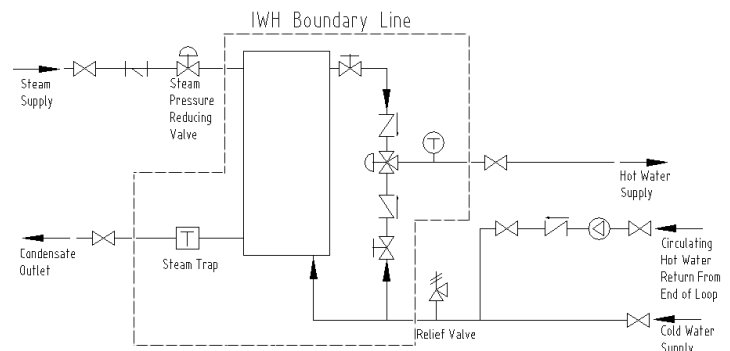 IWH Boundary Line
Steam
Supply
Steam
Pressure
Reducing
Valve
T
Hot Water
Supply
Condensate
Outlet
T
Steam Trap
Circulating
Hot Water
Return From
End of Loop
Relief Valve
Cold Water
Supply